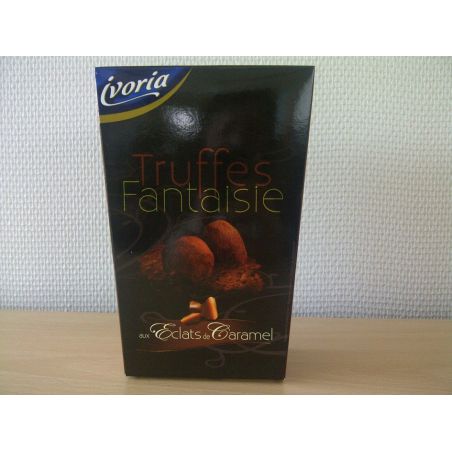 ivoria
Truffes
Fantaisie
aux Eclats de Caramel